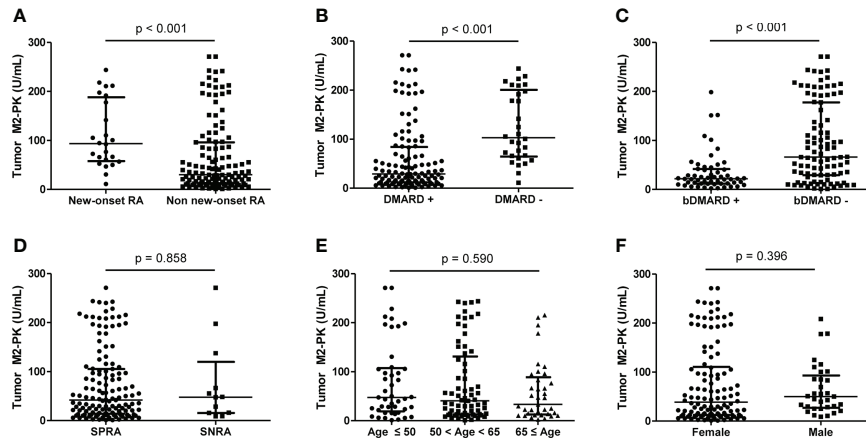 A
p < 0.001
Tumor M2-PK (U/mL)
300
200
100
0
New-onset RA Non new-onset RA
B
p < 0.001
Tumor M2-PK (U/mL)
300
200
100
0
DMARD + DMARD -
C
p < 0.001
Tumor M2-PK (U/mL)
300
200
100
0
bDMARD + bDMARD -
D
p = 0.858
Tumor M2-PK (U/mL)
300
200
100
0
SPRA SNRA
E
p = 0.590
Tumor M2-PK (U/mL)
300
200
100
0
Age ≤ 50 50 < Age < 65 65 ≤ Age
F
p = 0.396
Tumor M2-PK (U/mL)
300
200
100
0
Female Male